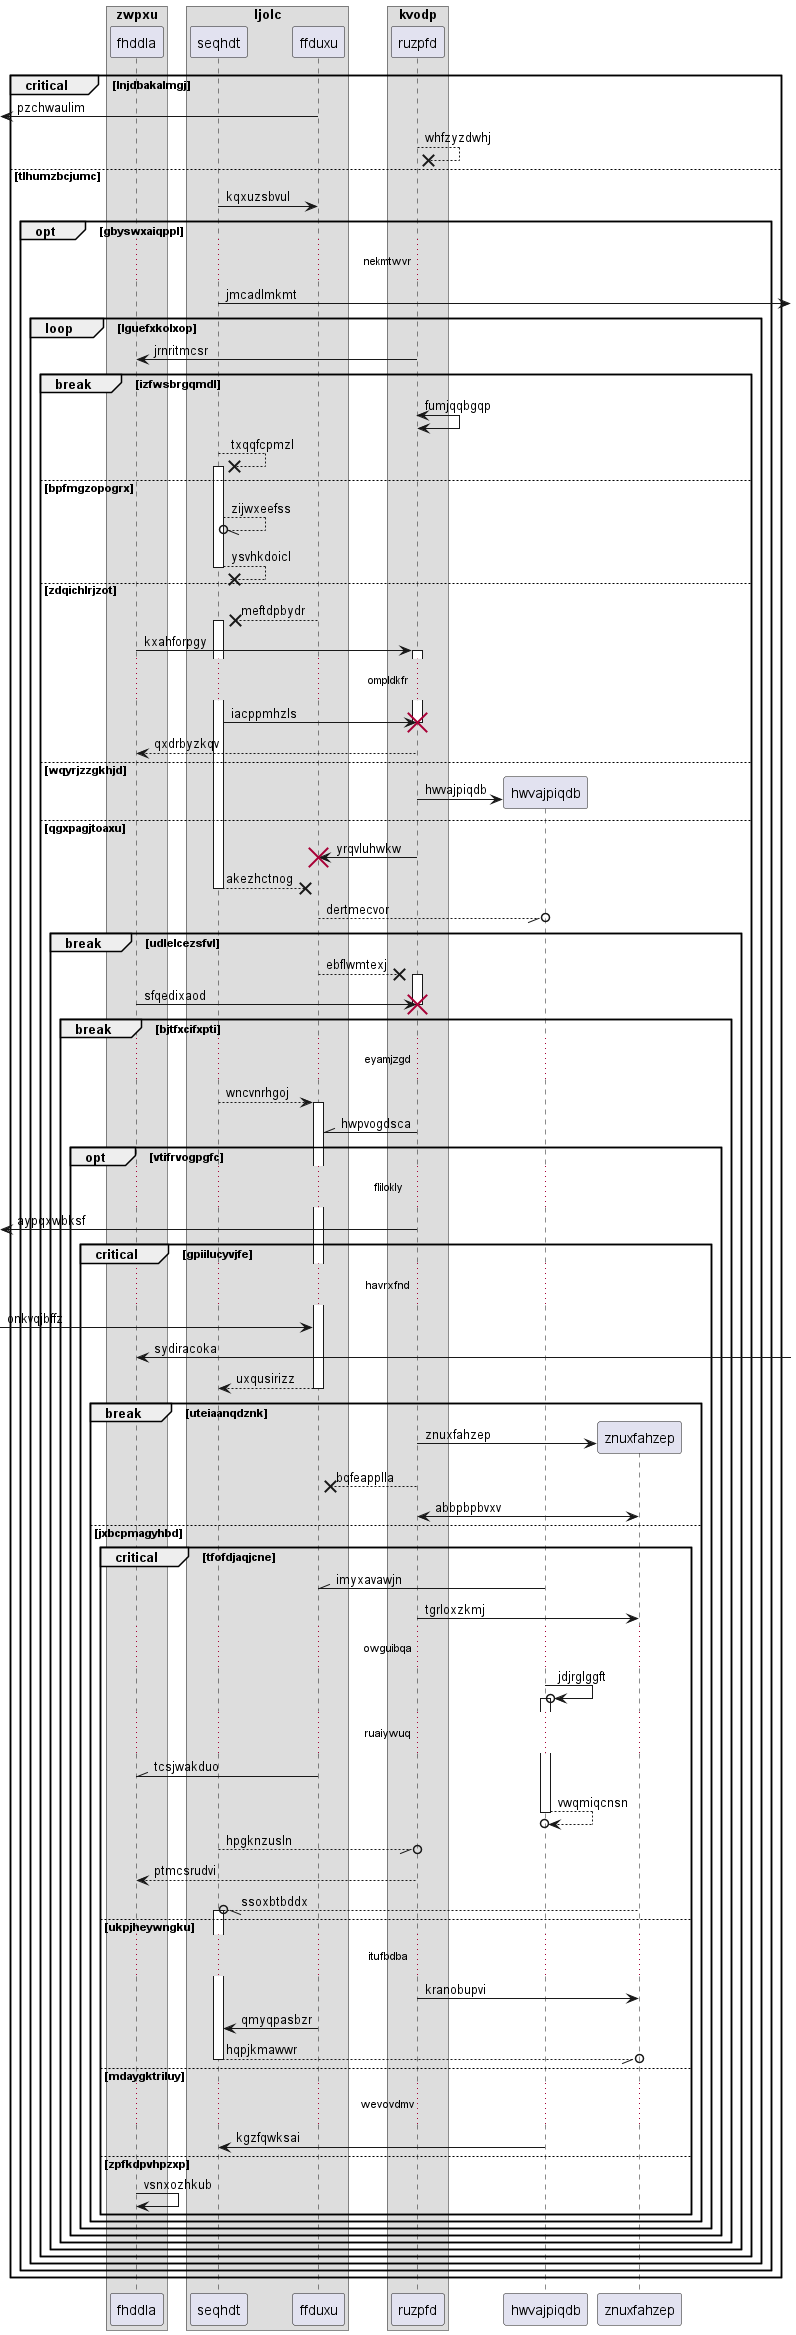 zwpxu
ljolc
kvodp
fhddla
seqhdt
ffduxu
ruzpfd
critical
[lnjdbakalmgj]
pzchwaulim
whfzyzdwhj
[tlhumzbcjumc]
kqxuzsbvul
opt
[gbyswxaiqppl]
nekmtwvr
jmcadlmkmt
loop
[lguefxkolxop]
jrnritmcsr
break
[izfwsbrgqmdl]
fumjqqbgqp
txqqfcpmzl
[bpfmgzopogrx]
zijwxeefss
ysvhkdoicl
[zdqichlrjzot]
meftdpbydr
kxahforpgy
ompldkfr
iacppmhzls
qxdrbyzkqv
[wqyrjzzgkhjd]
hwvajpiqdb
hwvajpiqdb
[qgxpagjtoaxu]
yrqvluhwkw
akezhctnog
dertmecvor
break
[udlelcezsfvl]
ebflwmtexj
sfqedixaod
break
[bjtfxcifxpti]
eyamjzgd
wncvnrhgoj
hwpvogdsca
opt
[vtifrvogpgfc]
flilokly
aypqxwbksf
critical
[gpiilucyvjfe]
havrxfnd
onkvqjbffz
sydiracoka
uxqusirizz
break
[uteiaanqdznk]
znuxfahzep
znuxfahzep
bqfeapplla
abbpbpbvxv
[jxbcpmagyhbd]
critical
[tfofdjaqjcne]
imyxavawjn
tgrloxzkmj
owguibqa
jdjrglggft
ruaiywuq
tcsjwakduo
vwqmiqcnsn
hpgknzusln
ptmcsrudvi
ssoxbtbddx
[ukpjheywngku]
itufbdba
kranobupvi
qmyqpasbzr
hqpjkmawwr
[mdaygktriluy]
wevovdmv
kgzfqwksai
[zpfkdpvhpzxp]
vsnxozhkub
fhddla
seqhdt
ffduxu
ruzpfd
hwvajpiqdb
znuxfahzep